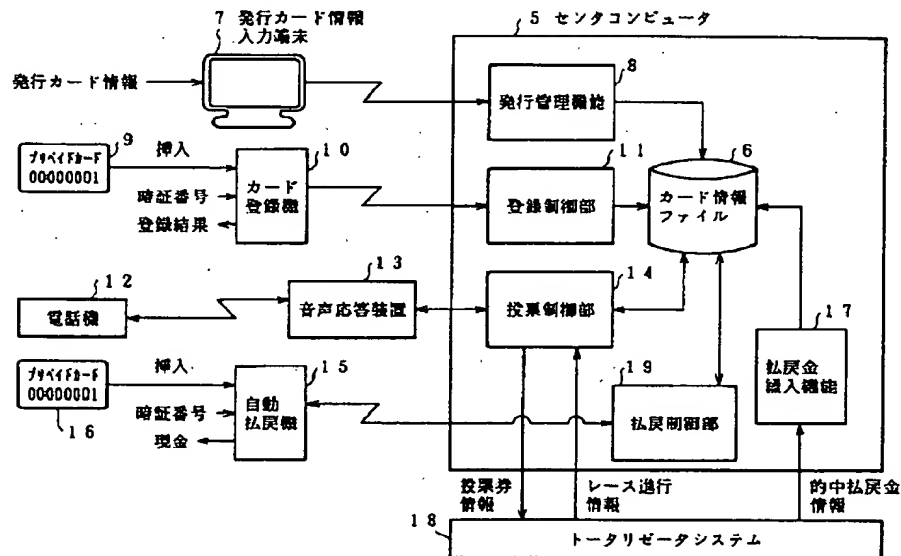 7 発行カード情報
入力端末
5 センタコンピュータ
発行カード情報
8
発行管理機能
9
プリペイドカード
00-000001
挿入
10
カード
登録機
暗証番号
登録結果
11
登録制御部
6
カード情報
ファイル
12
電話機
13
音声応答装置
14
投票制御部
プリペイドカード
00-000001
16
挿入
15
自動
払戻機
暗証番号
現金
19
払戻制御部
17
払戻金
繰入機能
投票券
情報
レース進行
情報
的中払戻金
情報
18
トータリゼータシステム